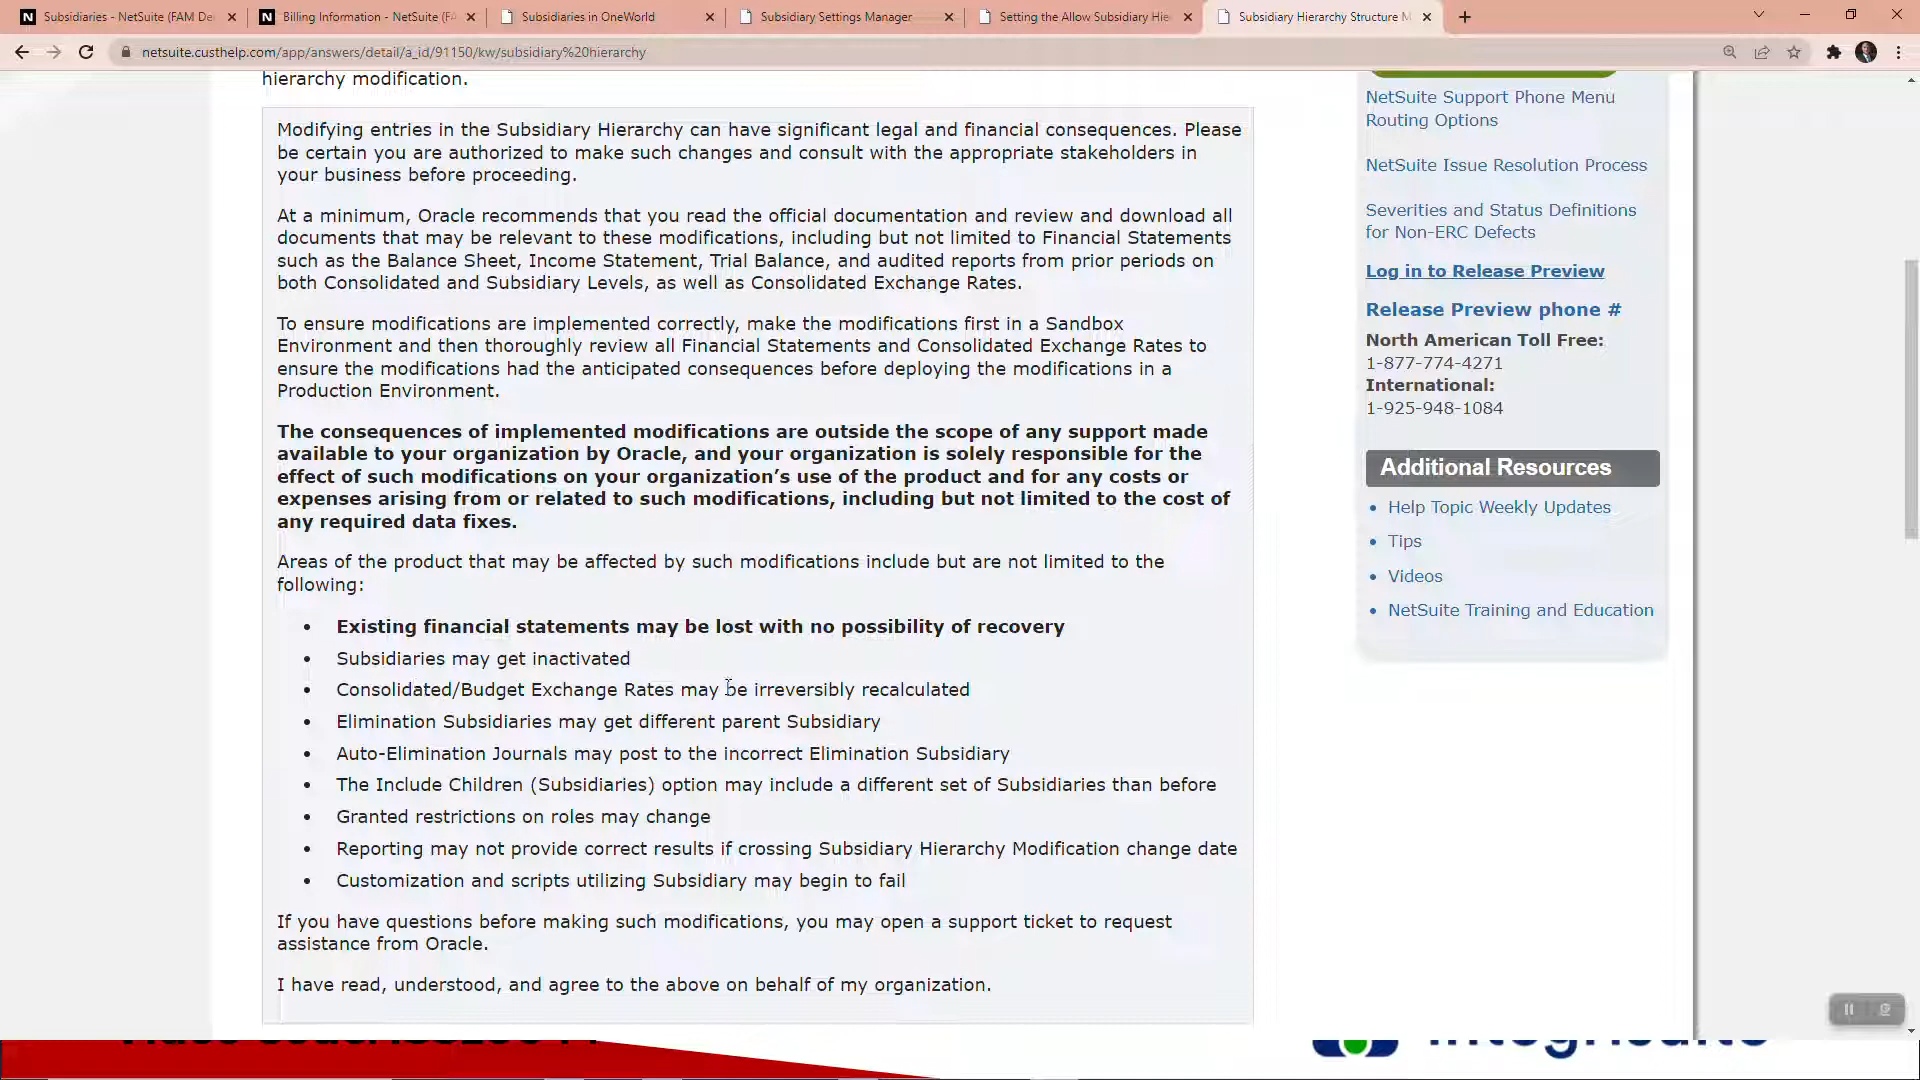 Subsidiaries - NetSuite (FAM De
Billing Information - NetSuite (FA
Subsidiaries in OneWorld
Subsidiary Settings Manager
Setting the Allow Subsidiary Hie
Subsidiary Hierarchy Structure M
netsuite.custhelp.com/app/answers/detail/a_id/91150/kw/subsidiary%20hierarchy
hierarchy modification.
Modifying entries in the Subsidiary Hierarchy can have significant legal and financial consequences. Please
be certain you are authorized to make such changes and consult with the appropriate stakeholders in
your business before proceeding.
At a minimum, Oracle recommends that you read the official documentation and review and download all
documents that may be relevant to these modifications, including but not limited to Financial Statements
such as the Balance Sheet, Income Statement, Trial Balance, and audited reports from prior periods on
both Consolidated and Subsidiary Levels, as well as Consolidated Exchange Rates.
To ensure modifications are implemented correctly, make the modifications first in a Sandbox
Environment and then thoroughly review all Financial Statements and Consolidated Exchange Rates to
ensure the modifications had the anticipated consequences before deploying the modifications in a
Production Environment.
The consequences of implemented modifications are outside the scope of any support made
available to your organization by Oracle, and your organization is solely responsible for the
effect of such modifications on your organization's use of the product and for any costs or
expenses arising from or related to such modifications, including but not limited to the cost of
any required data fixes.
Areas of the product that may be affected by such modifications include but are not limited to the
following:
• Existing financial statements may be lost with no possibility of recovery
• Subsidiaries may get inactivated
• Consolidated/Budget Exchange Rates may be irreversibly recalculated
• Elimination Subsidiaries may get different parent Subsidiary
• Auto-Elimination Journals may post to the incorrect Elimination Subsidiary
• The Include Children (Subsidiaries) option may include a different set of Subsidiaries than before
• Granted restrictions on roles may change
• Reporting may not provide correct results if crossing Subsidiary Hierarchy Modification change date
• Customization and scripts utilizing Subsidiary may begin to fail
If you have questions before making such modifications, you may open a support ticket to request
assistance from Oracle.
I have read, understood, and agree to the above on behalf of my organization.
NetSuite Support Phone Menu
Routing Options
NetSuite Issue Resolution Process
Severities and Status Definitions
for Non-ERC Defects
Log in to Release Preview
Release Preview phone #
North American Toll Free:
1-877-774-4271
International:
1-925-948-1084
Additional Resources
• Help Topic Weekly Updates
• Tips
• Videos
• NetSuite Training and Education